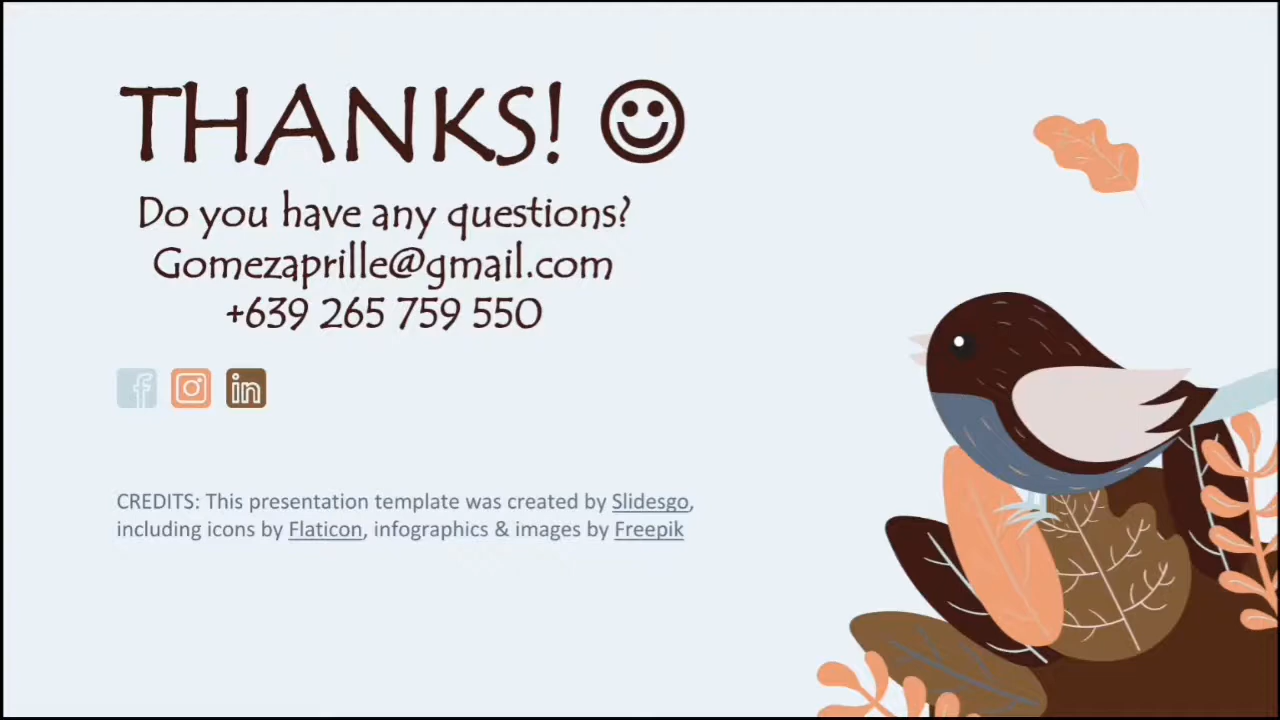 THANKS! ☺
Do you have any questions?
Gomezaprille@gmail.com
+639 265 759 550
CREDITS: This presentation template was created by Slidesgo,
including icons by Flaticon, infographics & images by Freepik